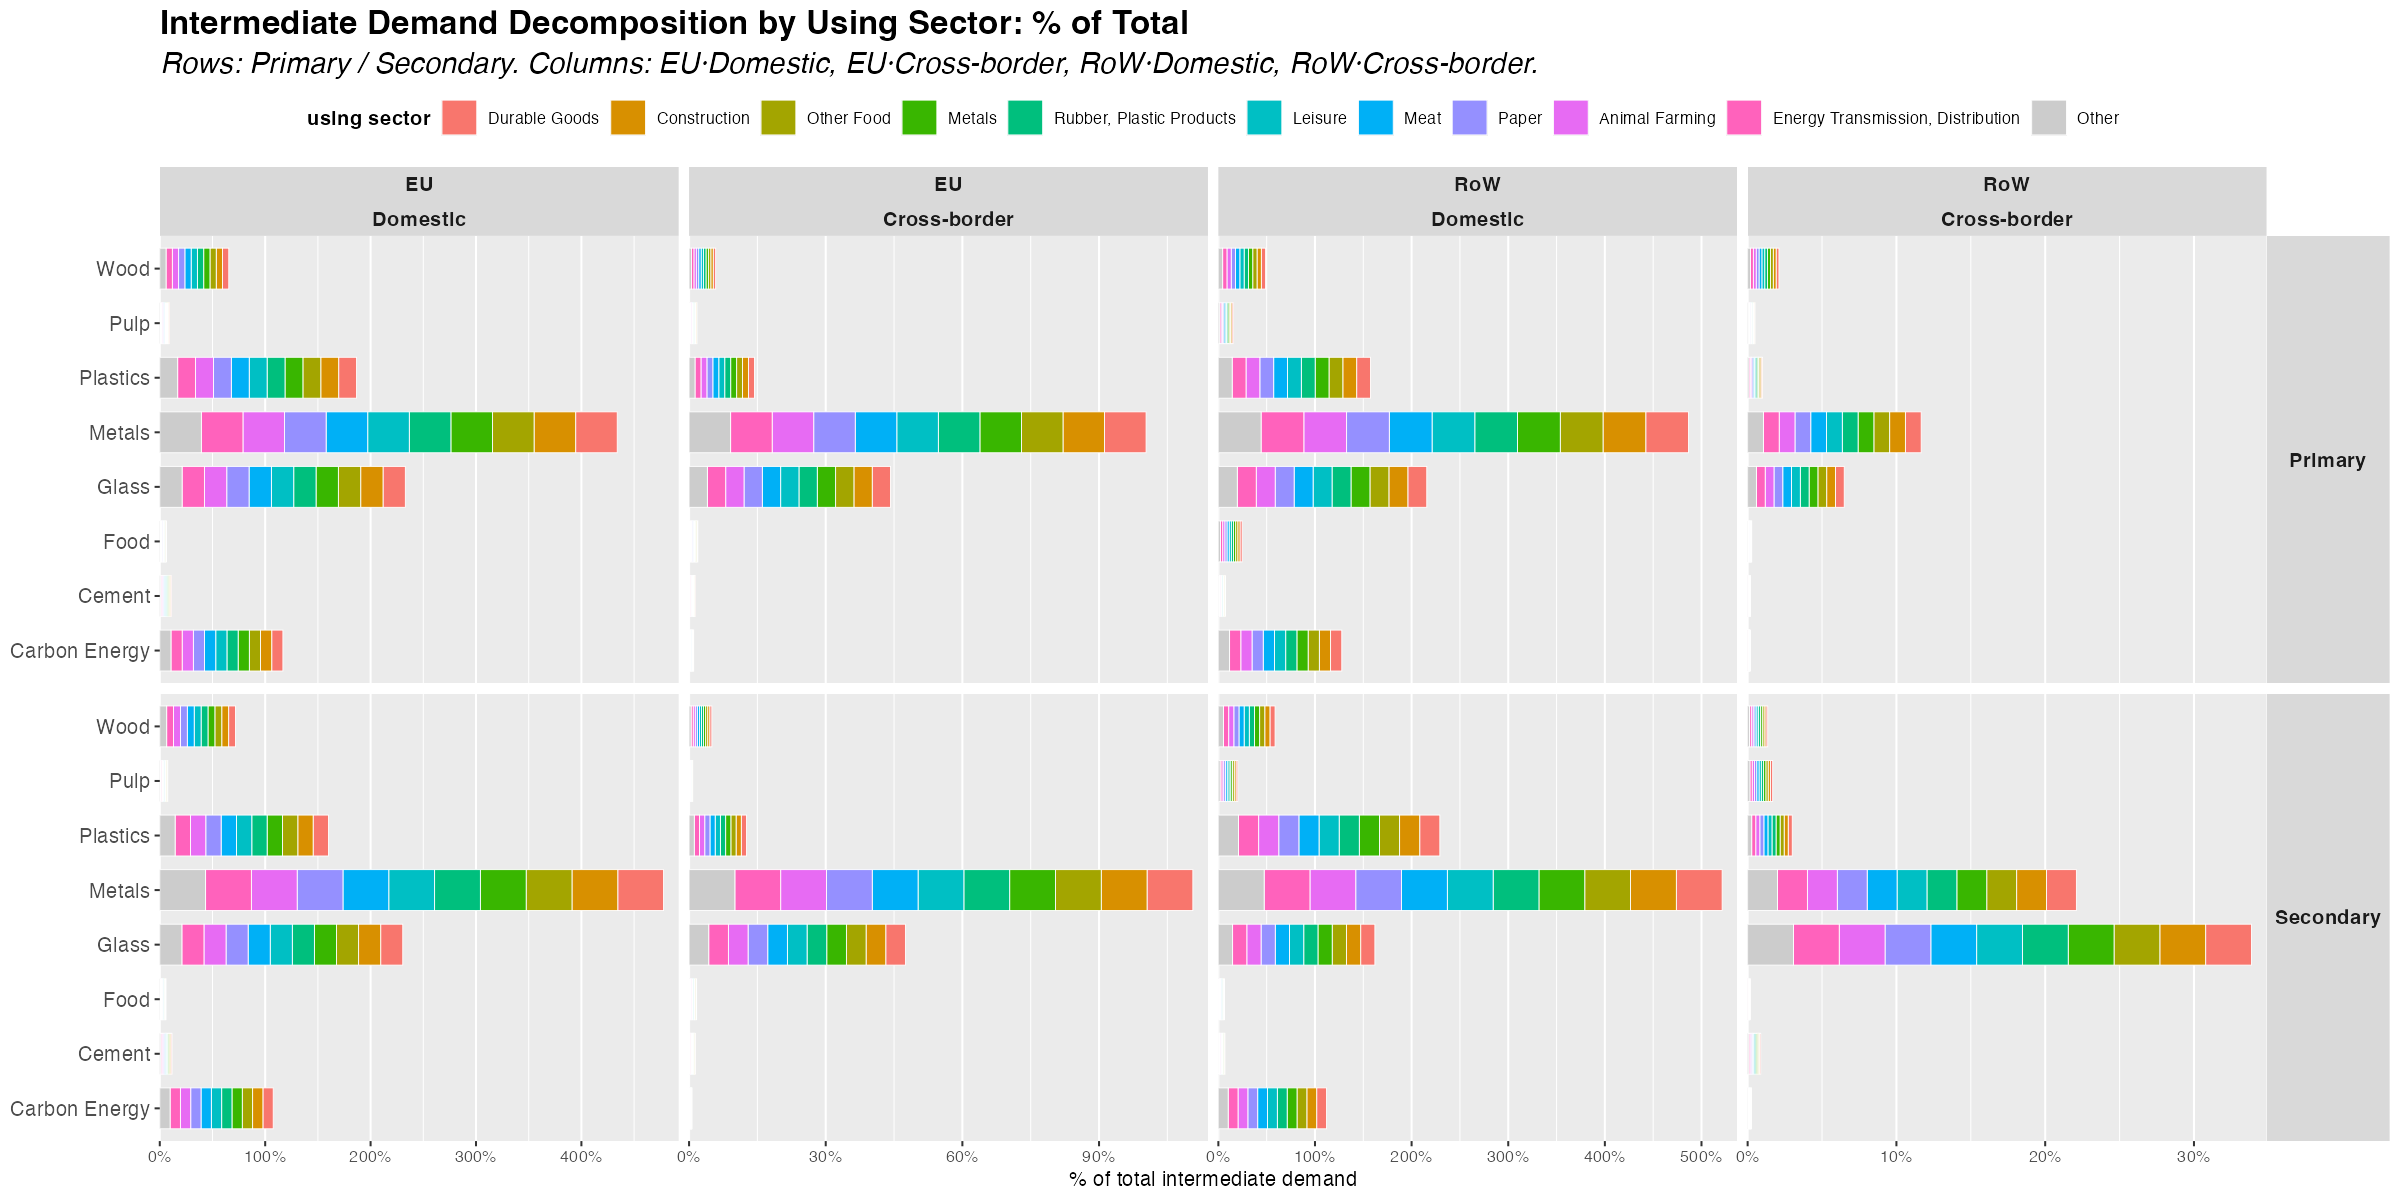 Intermediate Demand Decomposition by Using Sector: % of Total
Rows: Primary / Secondary. Columns: EU·Domestic, EU·Cross-border, RoW·Domestic, RoW·Cross-border.
using sector Durable Goods Construction Other Food Metals Rubber, Plastic Products Leisure Meat Paper Animal Farming Energy Transmission, Distribution Other
EU EU RoW RoW
Domestic Cross-border Domestic Cross-border
Wood
Pulp
Plastics
Metals
Glass
Food
Cement
Carbon Energy
Primary
Wood
Pulp
Plastics
Metals
Glass
Food
Cement
Carbon Energy
Secondary
0% 100% 200% 300% 400% 0% 30% 60% 90% 0% 100% 200% 300% 400% 500% 0% 10% 20% 30%
% of total intermediate demand